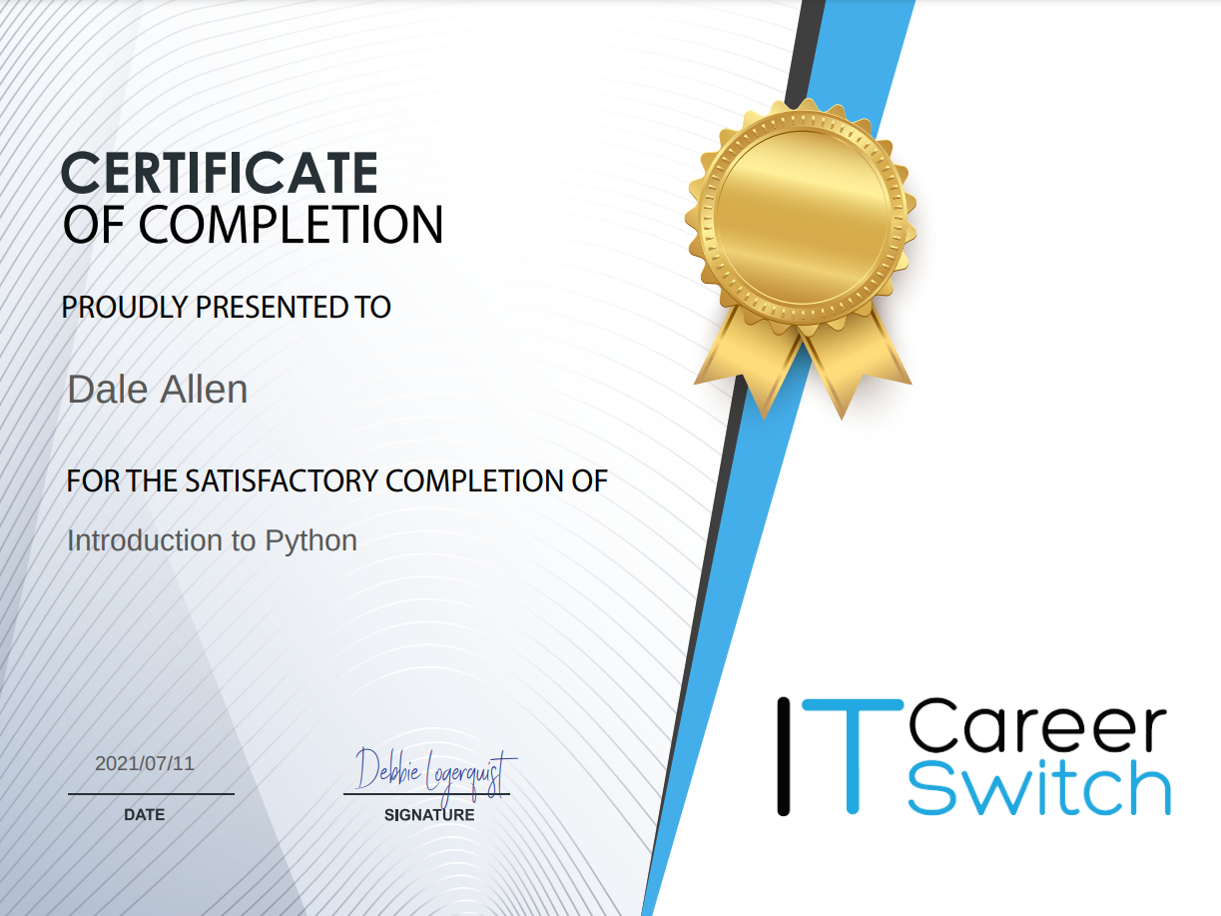 CERTIFICATE
OF COMPLETION
PROUDLY PRESENTED TO
Dale Allen
FOR THE SATISFACTORY COMPLETION OF
Introduction to Python
2021/07/11
DATE
Debbie Logerquist
SIGNATURE
IT Career
Switch